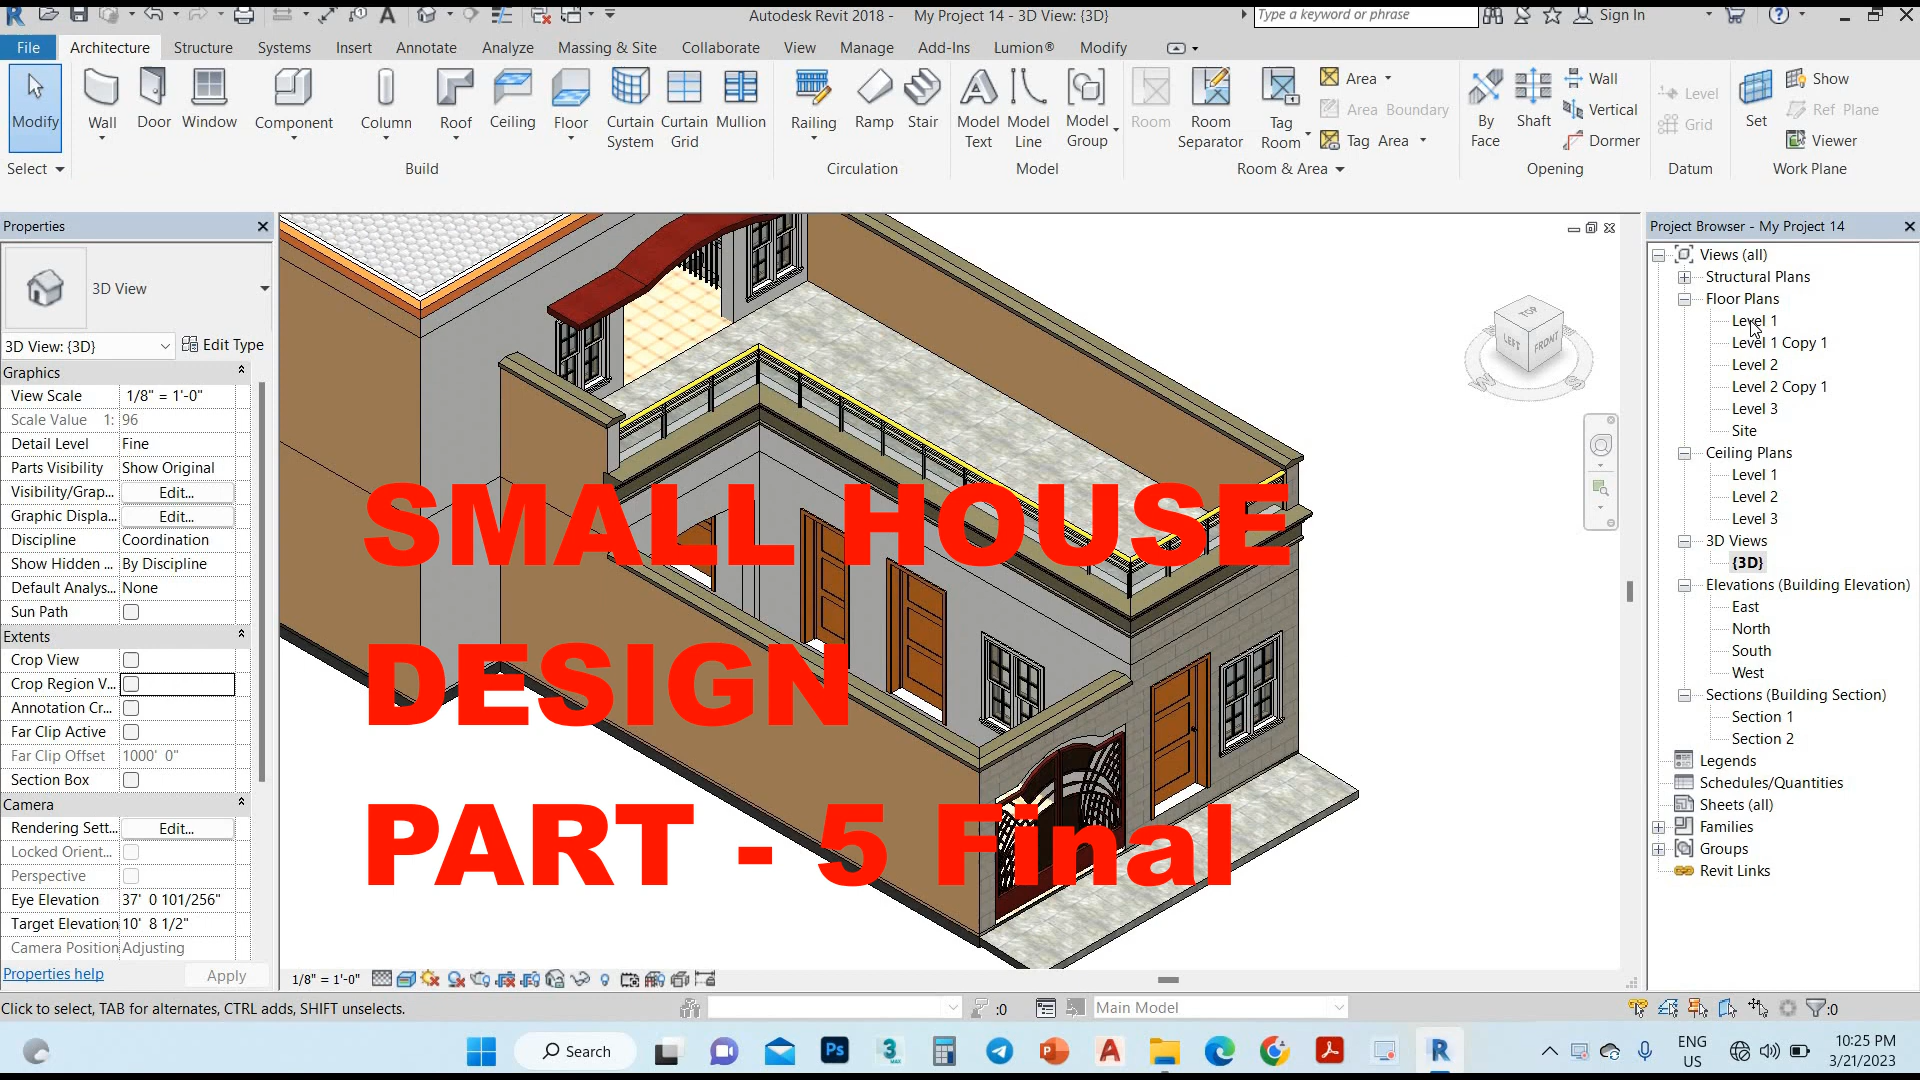 Autodesk Revit 2018 - My Project 14 - 3D View: {3D}
Type a keyword or phrase
Sign In
File Architecture Structure Systems Insert Annotate Analyze Massing & Site Collaborate View Manage Add-Ins Lumion® Modify
Modify Wall Door Window Component Column Roof Ceiling Floor Curtain System Curtain Grid Mullion Railing Ramp Stair Model Text Model Line Model Group Room Room Separator Tag Room
Area
Area Boundary
Tag Area
By Face
Shaft
Wall
Vertical
Dormer
Level
Grid
Set
Show
Ref Plane
Viewer
Select Build Circulation Model Room & Area Opening Datum Work Plane
Properties
3D View
3D View: {3D} Edit Type
Graphics
View Scale 1/8" = 1'-0"
Scale Value 1: 96
Detail Level Fine
Parts Visibility Show Original
Visibility/Grap... Edit...
Graphic Displa... Edit...
Discipline Coordination
Show Hidden ... By Discipline
Default Analys... None
Sun Path
Extents
Crop View
Crop Region V...
Annotation Cr...
Far Clip Active
Far Clip Offset 1000' 0"
Section Box
Camera
Rendering Sett... Edit...
Locked Orient...
Perspective
Eye Elevation 37' 0 101/256"
Target Elevation 10' 8 1/2"
Camera Position Adjusting
Properties help Apply
TOP
LEFT FRONT
W S
SMALL HOUSE
DESIGN
PART - 5 Final
1/8" = 1'-0"
Project Browser - My Project 14
Views (all)
Structural Plans
Floor Plans
Level 1
Level 1 Copy 1
Level 2
Level 2 Copy 1
Level 3
Site
Ceiling Plans
Level 1
Level 2
Level 3
3D Views
{3D}
Elevations (Building Elevation)
East
North
South
West
Sections (Building Section)
Section 1
Section 2
Legends
Schedules/Quantities
Sheets (all)
Families
Groups
Revit Links
Click to select, TAB for alternates, CTRL adds, SHIFT unselects.
:0
Main Model
:0
Search
Ps
3
ENG
US
10:25 PM
3/21/2023